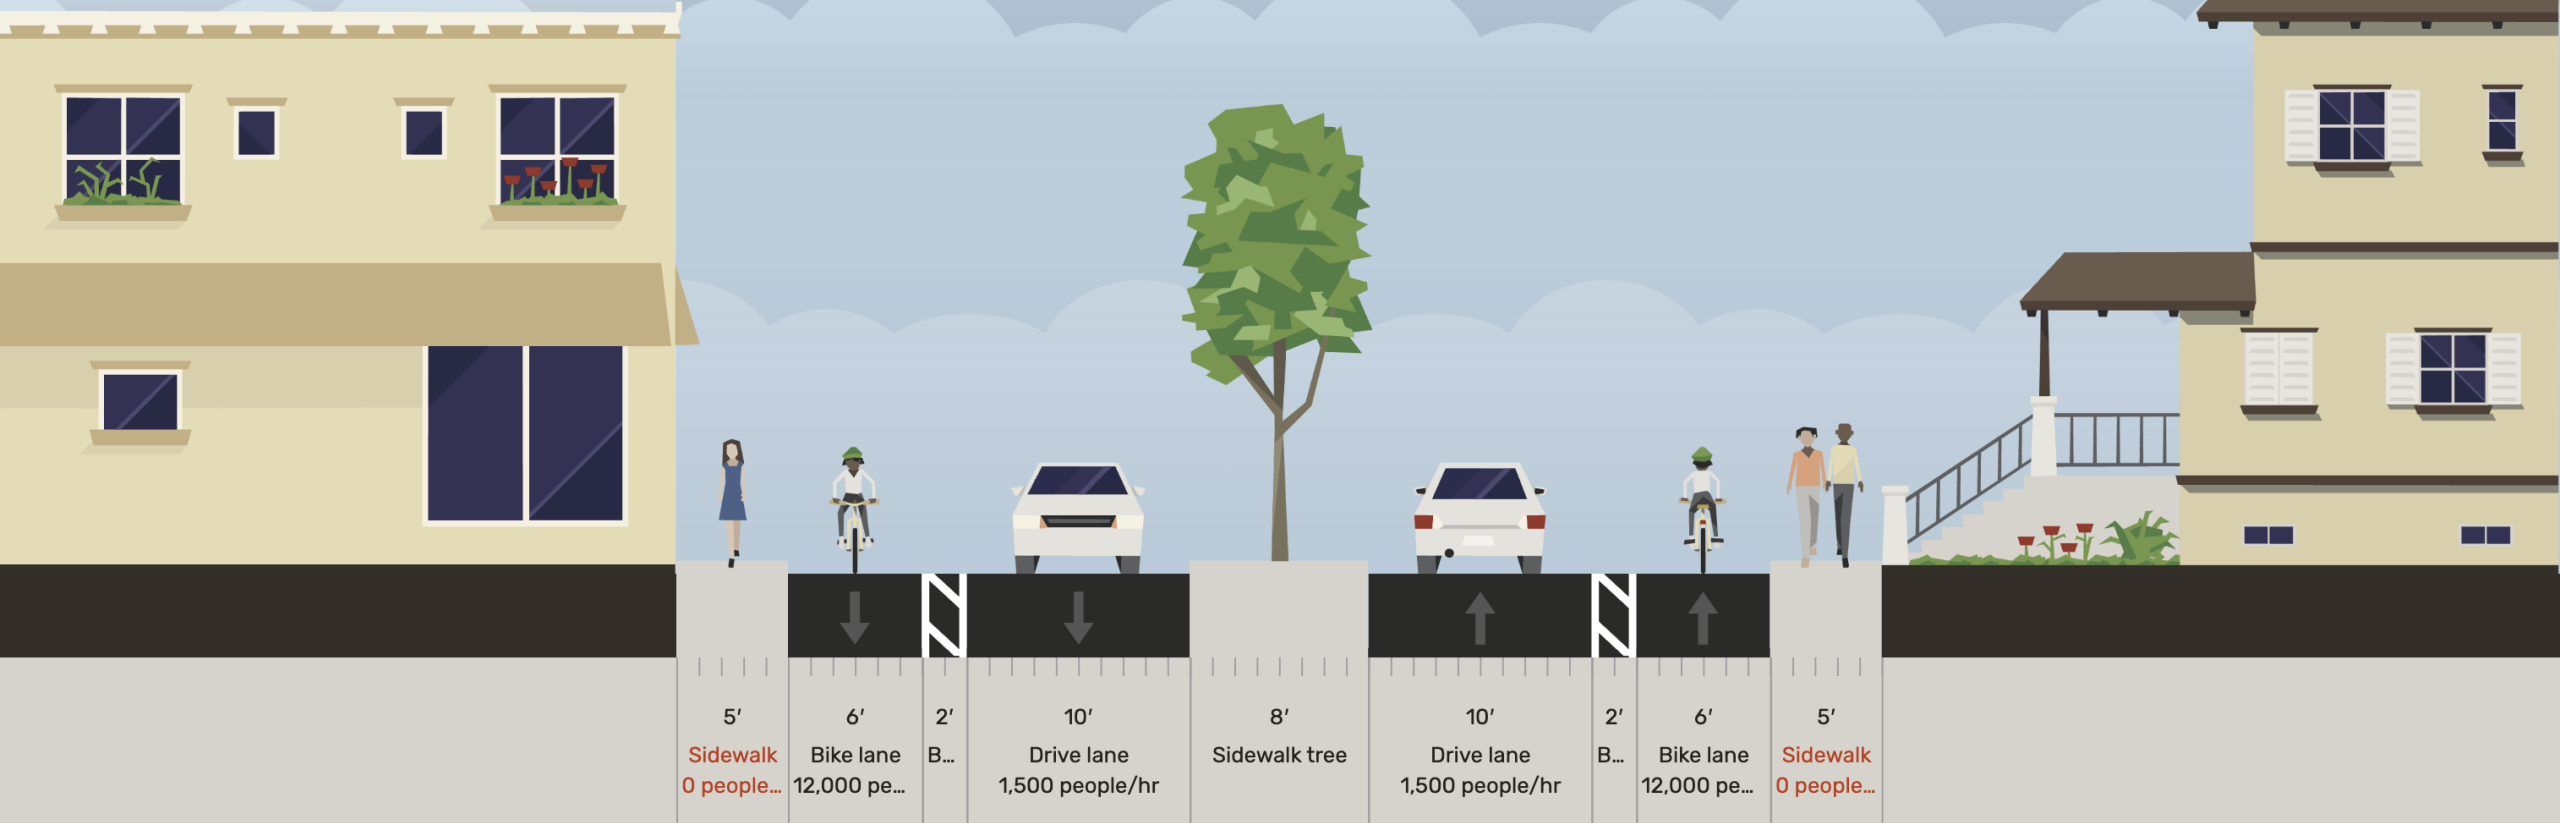 5′
Sidewalk
0 people…
6′
Bike lane
12,000 pe…
2′
B…
10′
Drive lane
1,500 people/hr
8′
Sidewalk tree
10′
Drive lane
1,500 people/hr
2′
B…
6′
Bike lane
12,000 pe…
5′
Sidewalk
0 people…